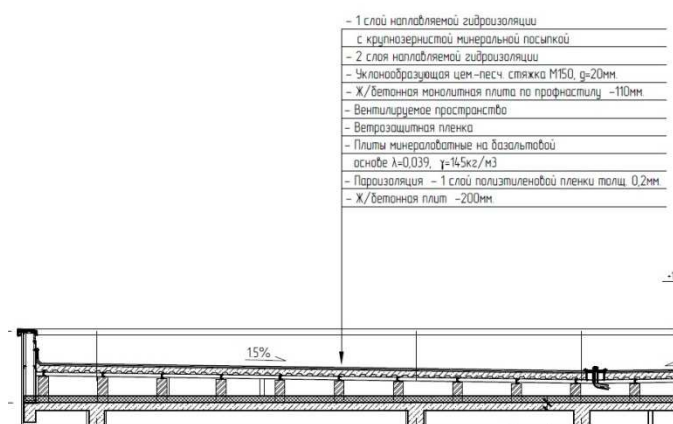 - 1 слой наплавляемой гидроизоляции
с крупнозернистой минеральной посыпкой
- 2 слоя наплавляемой гидроизоляции
- Уклонообразующая цем.-песч. стяжка М150, g=20мм.
- Ж/бетонная монолитная плита по профнастилу -110мм.
- Вентилируемое пространство
- Ветрозащитная пленка
- Плиты минераловатные на базальтовой
основе λ=0,039, γ=145кг/м3
- Пароизоляция - 1 слой полиэтиленовой пленки толщ. 0,2мм.
- Ж/бетонная плит -200мм.
15%